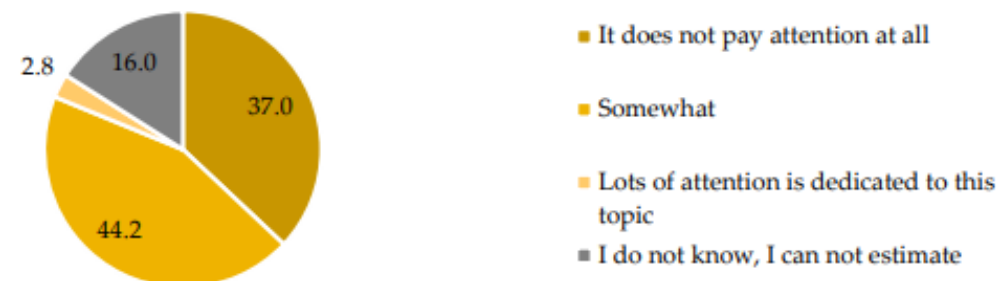 It does not pay attention at all
2.8
16.0
37.0
Somewhat
Lots of attention is dedicated to this
topic
44.2
I do not know, I can not estimate